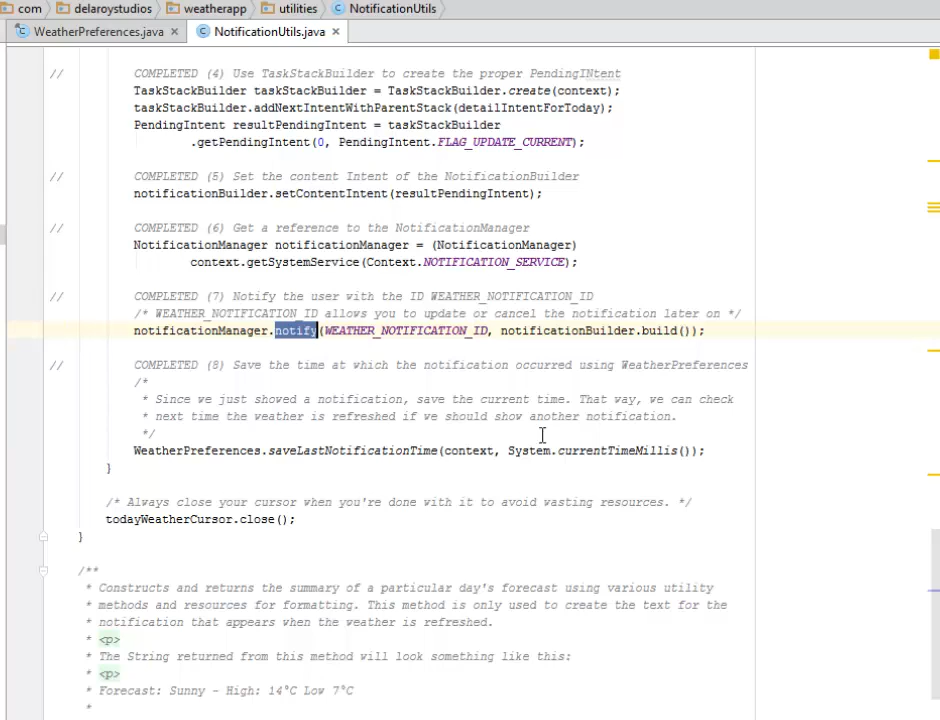 com delaroystudios weatherapp utilities NotificationUtils
WeatherPreferences.java × NotificationUtils.java ×
// COMPLETED (4) Use TaskStackBuilder to create the proper PendingINtent
TaskStackBuilder taskStackBuilder = TaskStackBuilder.create(context);
taskStackBuilder.addNextIntentWithParentStack(detailIntentForToday);
PendingIntent resultPendingIntent = taskStackBuilder
.getPendingIntent(0, PendingIntent.FLAG_UPDATE_CURRENT);
// COMPLETED (5) Set the content Intent of the NotificationBuilder
notificationBuilder.setContentIntent(resultPendingIntent);
// COMPLETED (6) Get a reference to the NotificationManager
NotificationManager notificationManager = (NotificationManager)
context.getSystemService(Context.NOTIFICATION_SERVICE);
// COMPLETED (7) Notify the user with the ID WEATHER_NOTIFICATION_ID
/* WEATHER_NOTIFICATION_ID allows you to update or cancel the notification later on */
notificationManager.notify(WEATHER_NOTIFICATION_ID, notificationBuilder.build());
// COMPLETED (8) Save the time at which the notification occurred using WeatherPreferences
/*
* Since we just showed a notification, save the current time. That way, we can check
* next time the weather is refreshed if we should show another notification.
*/
WeatherPreferences.saveLastNotificationTime(context, System.currentTimeMillis());
}
/* Always close your cursor when you're done with it to avoid wasting resources. */
todayWeatherCursor.close();
}
/**
* Constructs and returns the summary of a particular day's forecast using various utility
* methods and resources for formatting. This method is only used to create the text for the
* notification that appears when the weather is refreshed.
* <p>
* The String returned from this method will look something like this:
* <p>
* Forecast: Sunny - High: 14°C Low 7°C
*